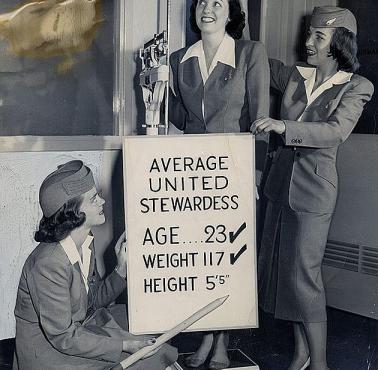 AVERAGE
UNITED
STEWARDESS
AGE....23✓
WEIGHT 117✓
HEIGHT 5'5"